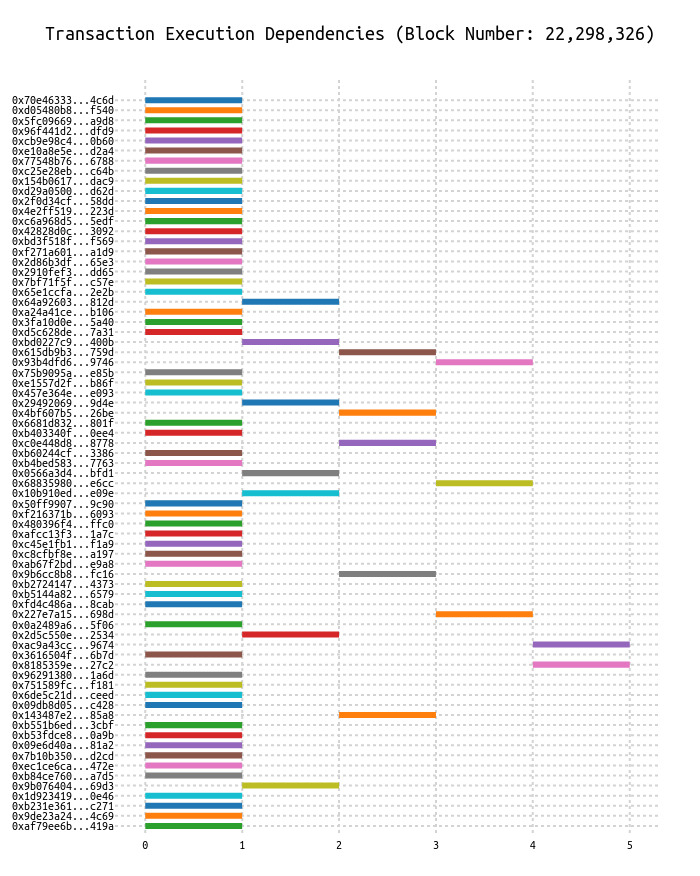 Transaction Execution Dependencies (Block Number: 22,298,326)
0x70e46333...4c6d
0xd05480b8...f540
0x5fc09669...a9d8
0x96f441d2...dfd9
0xcb9e98c4...0b60
0xe10a8e5e...d2a4
0x77548b76...6788
0xc25e28eb...c64b
0x154b0617...dac9
0xd29a0500...d62d
0x2f0d34cf...58dd
0x4e2ff519...223d
0xc6a968d5...5edf
0x42828d0c...3092
0xbd3f518f...f569
0xf271a601...a1d9
0x2d86b3df...65e3
0x2910fef3...dd65
0x7bf71f5f...c57e
0x65e1ccfa...2e2b
0x64a92603...812d
0xa24a41ce...b106
0x3fa10d0e...5a40
0xd5c628de...7a31
0xbd0227c9...400b
0x615db9b3...759d
0x93b4dfd6...9746
0x75b9095a...e85b
0xe1557d2f...b86f
0x457e364e...e093
0x29492069...9d4e
0x4bf607b5...26be
0x6681d832...801f
0xb403340f...0ee4
0xc0e448d8...8778
0xb60244cf...3386
0xb4bed583...7763
0x0566a3d4...bfd1
0x68835980...e6cc
0x10b910ed...e09e
0x50ff9907...9c90
0xf216371b...6093
0x480396f4...ffc0
0xafcc13f3...1a7c
0xc45e1fb1...f1a9
0xc8cfbf8e...a197
0xab67f2bd...e9a8
0x9b6cc8b8...fc16
0xb2724147...4373
0xb5144a82...6579
0xfd4c486a...8cab
0x227e7a15...698d
0x0a2489a6...5f06
0x2d5c550e...2534
0xac9a43cc...9674
0x3616504f...6b7d
0x8185359e...27c2
0x96291380...1a6d
0x751589fc...f181
0x6de5c21d...ceed
0x09db8d05...c428
0x143487e2...85a8
0xb551b6ed...3cbf
0xb53fdce8...0a9b
0x09e6d40a...81a2
0x7b10b350...d2cd
0xec1ce6ca...472e
0xb84ce760...a7d5
0x9b076404...69d3
0x1d923419...0e46
0xb231e361...c271
0x9de23a24...4c69
0xaf79ee6b...419a
0 1 2 3 4 5